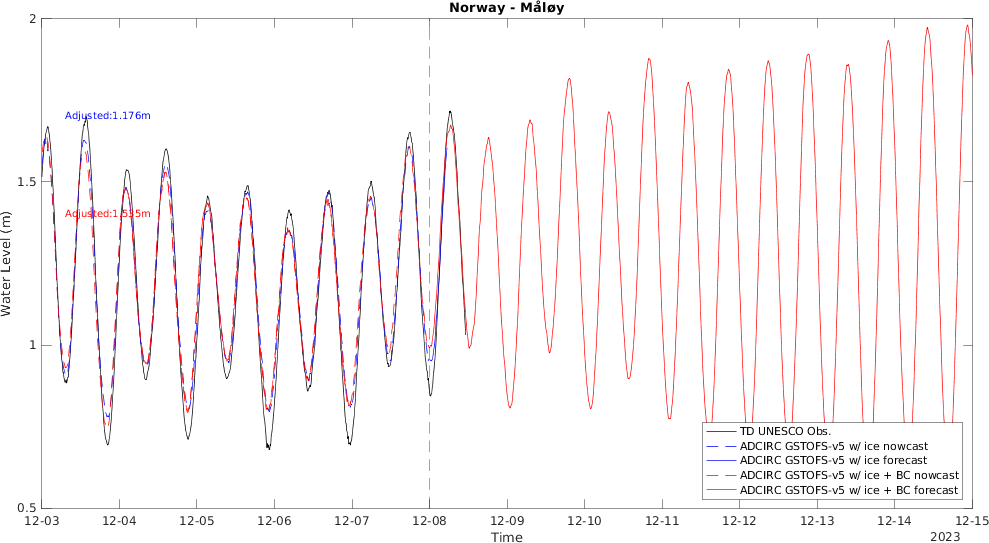 Norway - Måløy
2
Adjusted:1.176m
1.5
Adjusted:1.535m
Water Level (m)
1
TD UNESCO Obs.
ADCIRC GSTOFS-v5 w/ ice nowcast
ADCIRC GSTOFS-v5 w/ ice forecast
ADCIRC GSTOFS-v5 w/ ice + BC nowcast
ADCIRC GSTOFS-v5 w/ ice + BC forecast
0.5
12-03 12-04 12-05 12-06 12-07 12-08 12-09 12-10 12-11 12-12 12-13 12-14 12-15
Time
2023